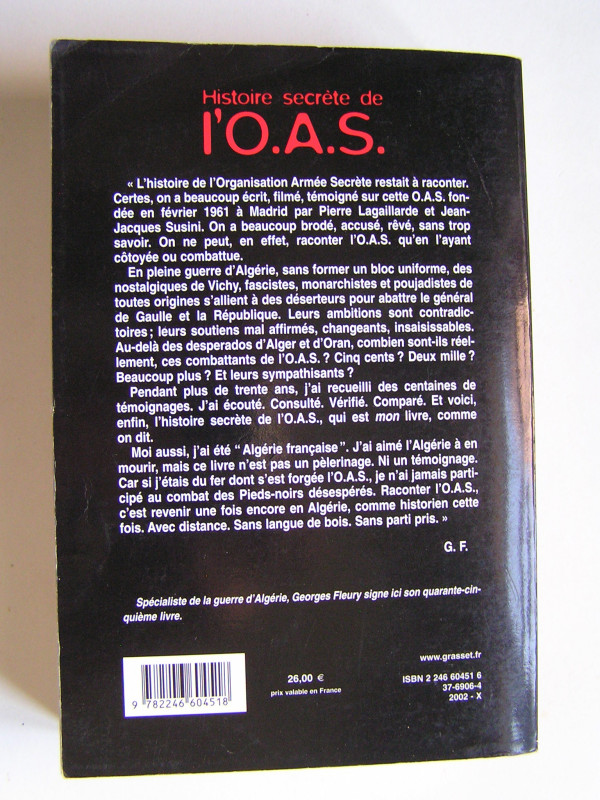 Histoire secrète de
l'O.A.S.
« L'histoire de l'Organisation Armée Secrète restait à raconter.
Certes, on a beaucoup écrit, filmé, témoigné sur cette O.A.S. fon-
dée en février 1961 à Madrid par Pierre Lagaillarde et Jean-
Jacques Susini. On a beaucoup brodé, accusé, rêvé, sans trop
savoir. On ne peut, en effet, raconter l'O.A.S. qu'en l'ayant
côtoyée ou combattue.
En pleine guerre d'Algérie, sans former un bloc uniforme, des
nostalgiques de Vichy, fascistes, monarchistes et poujadistes de
toutes origines s'allient à des déserteurs pour abattre le général
de Gaulle et la République. Leurs ambitions sont contradic-
toires ; leurs soutiens mal affirmés, changeants, insaisissables.
Au-delà des desperados d'Alger et d'Oran, combien sont-ils réel-
lement, ces combattants de l'O.A.S. ? Cinq cents ? Deux mille ?
Beaucoup plus ? Et leurs sympathisants ?
Pendant plus de trente ans, j'ai recueilli des centaines de
témoignages. J'ai écouté. Consulté. Vérifié. Comparé. Et voici,
enfin, l'histoire secrète de l'O.A.S., qui est mon livre, comme
on dit.
Moi aussi, j'ai été “ Algérie française ”. J'ai aimé l'Algérie à en
mourir, mais ce livre n'est pas un pèlerinage. Ni un témoignage.
Car si j'étais du fer dont s'est forgée l'O.A.S., je n'ai jamais parti-
cipé au combat des Pieds-noirs désespérés. Raconter l'O.A.S.,
c'est revenir une fois encore en Algérie, comme historien cette
fois. Avec distance. Sans langue de bois. Sans parti pris. »
G. F.
Spécialiste de la guerre d'Algérie, Georges Fleury signe ici son quarante-cin-
quième livre.
www.grasset.fr
26,00 €
prix valable en France
ISBN 2 246 60451 6
37-6906-4
2002 - X
9 782246 604518